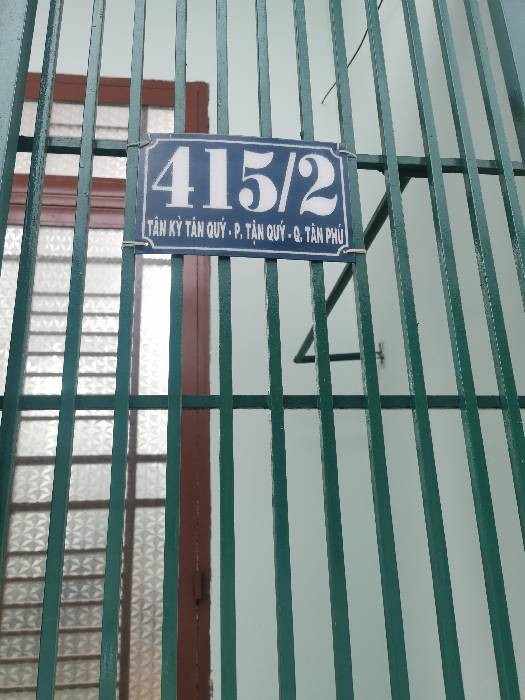 415/2
TÂN KỲ TÂN QUÝ - P. TÂN QUÝ - Q. TÂN PHÚ